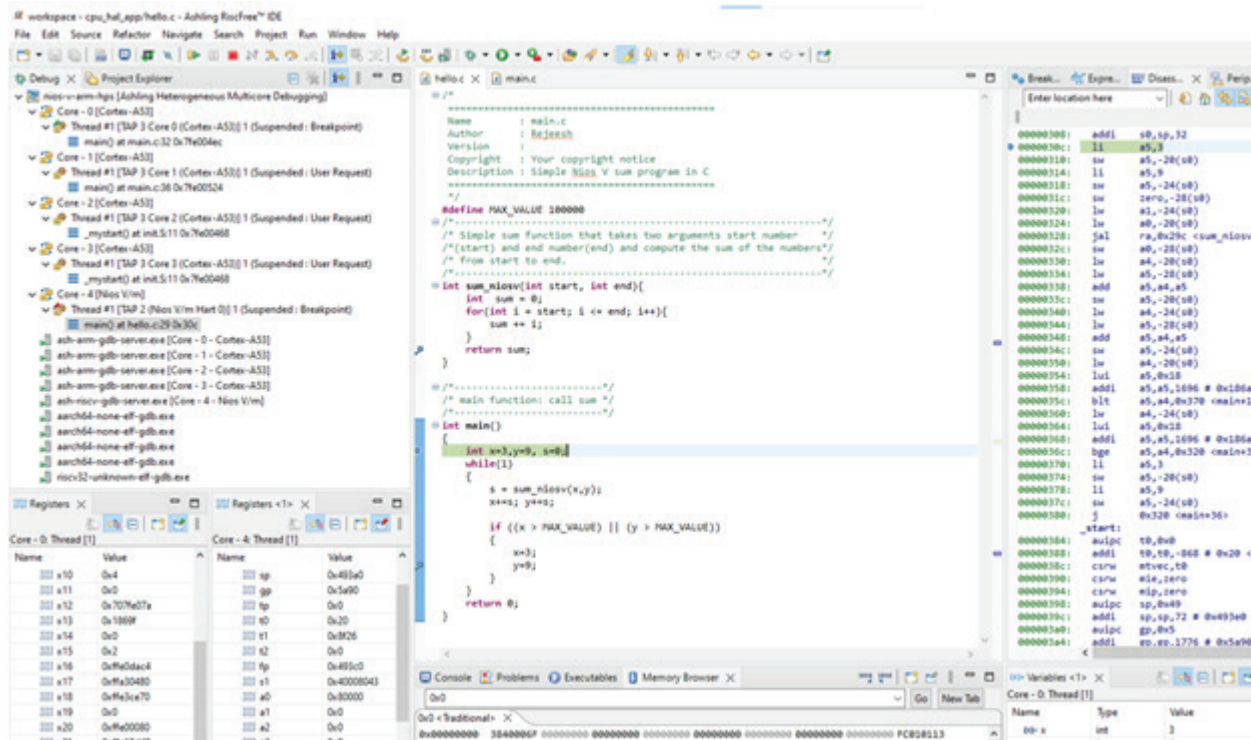 workspace - cpu_hal_app/hello.c - Ashling RiscFree™ IDE
File Edit Source Refactor Navigate Search Project Run Window Help
Debug Project Explorer
nios-v-arm-hps [Ashling Heterogeneous Multicore Debugging]
Core - 0 [Cortex-A53]
Thread #1 [TAP 3 Core 0 (Cortex-A53)] 1 (Suspended : Breakpoint)
main() at main.c:32 0x7fe004ec
Core - 1 [Cortex-A53]
Thread #1 [TAP 3 Core 1 (Cortex-A53)] 1 (Suspended : User Request)
main() at main.c:36 0x7fe00524
Core - 2 [Cortex-A53]
Thread #1 [TAP 3 Core 2 (Cortex-A53)] 1 (Suspended : User Request)
_mystart() at init.S:11 0x7fe00468
Core - 3 [Cortex-A53]
Thread #1 [TAP 3 Core 3 (Cortex-A53)] 1 (Suspended : User Request)
_mystart() at init.S:11 0x7fe00468
Core - 4 [Nios V/m]
Thread #1 [TAP 2 (Nios V/m Hart 0)] 1 (Suspended : Breakpoint)
main() at hello.c:29 0x30c
ash-arm-gdb-server.exe [Core - 0 - Cortex-A53]
ash-arm-gdb-server.exe [Core - 1 - Cortex-A53]
ash-arm-gdb-server.exe [Core - 2 - Cortex-A53]
ash-arm-gdb-server.exe [Core - 3 - Cortex-A53]
ash-riscv-gdb-server.exe [Core - 4 - Nios V/m]
aarch64-none-elf-gdb.exe
aarch64-none-elf-gdb.exe
aarch64-none-elf-gdb.exe
aarch64-none-elf-gdb.exe
riscv32-unknown-elf-gdb.exe
hello.c main.c
/*
============================================
Name : main.c
Author : Rejeesh
Version :
Copyright : Your copyright notice
Description : Simple Nios V sum program in C
============================================
*/
#define MAX_VALUE 100000
/*------------------------------------------------------------*/
/* Simple sum function that takes two arguments start number */
/*(start) and end number(end) and compute the sum of the numbers*/
/* from start to end. */
/*------------------------------------------------------------*/
int sum_niosv(int start, int end){
int sum = 0;
for(int i = start; i <= end; i++){
sum += i;
}
return sum;
}
/*------------------------*/
/* main function: call sum */
/*------------------------*/
int main()
{
int x=3,y=9, s=0;
while(1)
{
s = sum_niosv(x,y);
x+=s; y+=s;
if ((x > MAX_VALUE) || (y > MAX_VALUE))
{
x=3;
y=9;
}
}
return 0;
}
Break... Expre... Disass... Perip
Enter location here
00000308: addi s0,sp,32
0000030c: li a5,3
00000310: sw a5,-20(s0)
00000314: li a5,9
00000318: sw a5,-24(s0)
0000031c: sw zero,-28(s0)
00000320: lw a1,-24(s0)
00000324: lw a0,-20(s0)
00000328: jal ra,0x29c <sum_niosv
0000032c: sw a0,-28(s0)
00000330: lw a4,-20(s0)
00000334: lw a5,-28(s0)
00000338: add a5,a4,a5
0000033c: sw a5,-20(s0)
00000340: lw a4,-24(s0)
00000344: lw a5,-28(s0)
00000348: add a5,a4,a5
0000034c: sw a5,-24(s0)
00000350: lw a4,-20(s0)
00000354: lui a5,0x18
00000358: addi a5,a5,1696 # 0x186a
0000035c: blt a5,a4,0x370 <main+1
00000360: lw a4,-24(s0)
00000364: lui a5,0x18
00000368: addi a5,a5,1696 # 0x186a
0000036c: bge a5,a4,0x320 <main+3
00000370: li a5,3
00000374: sw a5,-20(s0)
00000378: li a5,9
0000037c: sw a5,-24(s0)
00000380: j 0x320 <main+36>
_start:
00000384: auipc t0,0x0
00000388: addi t0,t0,-868 # 0x20 <
0000038c: csrw mtvec,t0
00000390: csrw mie,zero
00000394: csrw mip,zero
00000398: auipc sp,0x49
0000039c: addi sp,sp,72 # 0x493e0
000003a0: auipc gp,0x5
000003a4: addi gp,gp,1776 # 0x5a90
Registers
Core - 0: Thread [1]
Name Value
x10 0x4
x11 0x0
x12 0x707fe07a
x13 0x1869f
x14 0x0
x15 0x2
x16 0xffe0dac4
x17 0xffa30480
x18 0xffe3ce70
x19 0x0
x20 0xffe00080
Registers <1>
Core - 4: Thread [1]
Name Value
sp 0x493a0
gp 0x5a90
tp 0x0
t0 0x20
t1 0x8f26
t2 0x0
fp 0x493c0
s1 0x40008043
a0 0x80000
a1 0x0
a2 0x0
Console Problems Executables Memory Browser
0x0 Go New Tab
0x0 <Traditional>
0x00000000 3840006F 00000000 00000000 00000000 00000000 00000000 00000000 FC010113
Variables <1>
Core - 0: Thread [1]
Name Type Value
x int 3